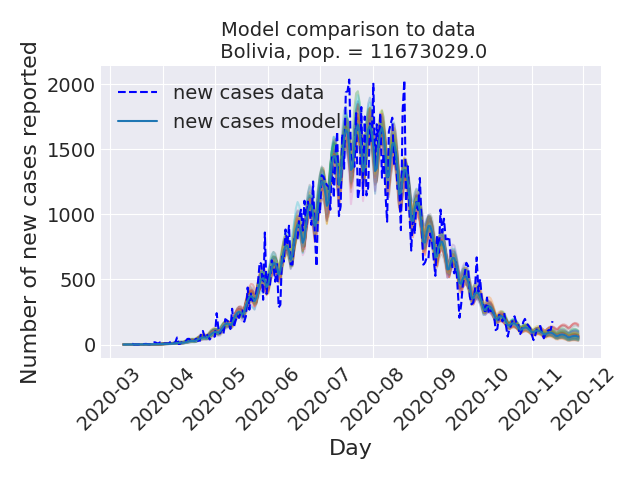 Model comparison to data
Bolivia, pop. = 11673029.0
Number of new cases reported
2000
1500
1000
500
0
new cases data
new cases model
2020-03
2020-04
2020-05
2020-06
2020-07
2020-08
2020-09
2020-10
2020-11
2020-12
Day